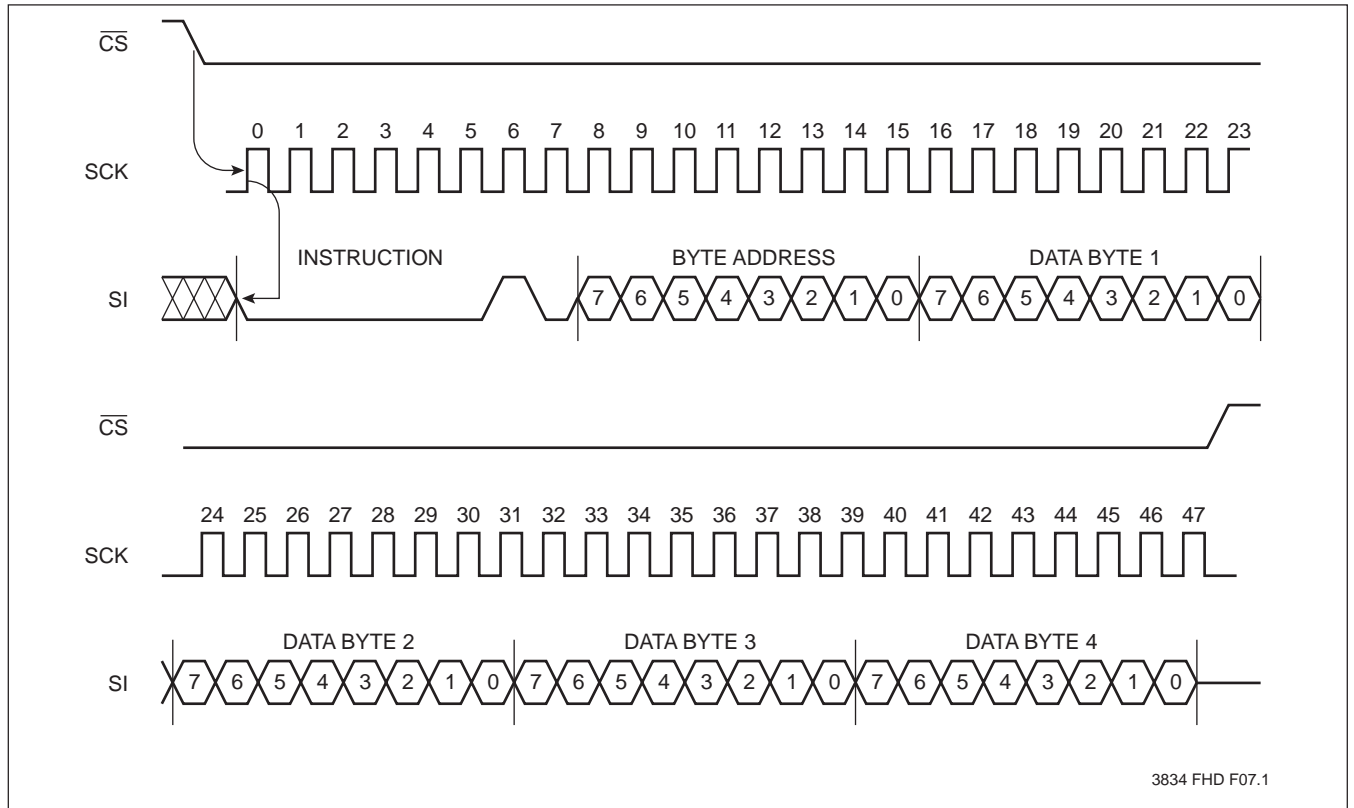 CS
0 1 2 3 4 5 6 7 8 9 10 11 12 13 14 15 16 17 18 19 20 21 22 23
SCK
INSTRUCTION BYTE ADDRESS DATA BYTE 1
SI 7 6 5 4 3 2 1 0 7 6 5 4 3 2 1 0
CS
24 25 26 27 28 29 30 31 32 33 34 35 36 37 38 39 40 41 42 43 44 45 46 47
SCK
DATA BYTE 2 DATA BYTE 3 DATA BYTE 4
SI 7 6 5 4 3 2 1 0 7 6 5 4 3 2 1 0 7 6 5 4 3 2 1 0
3834 FHD F07.1